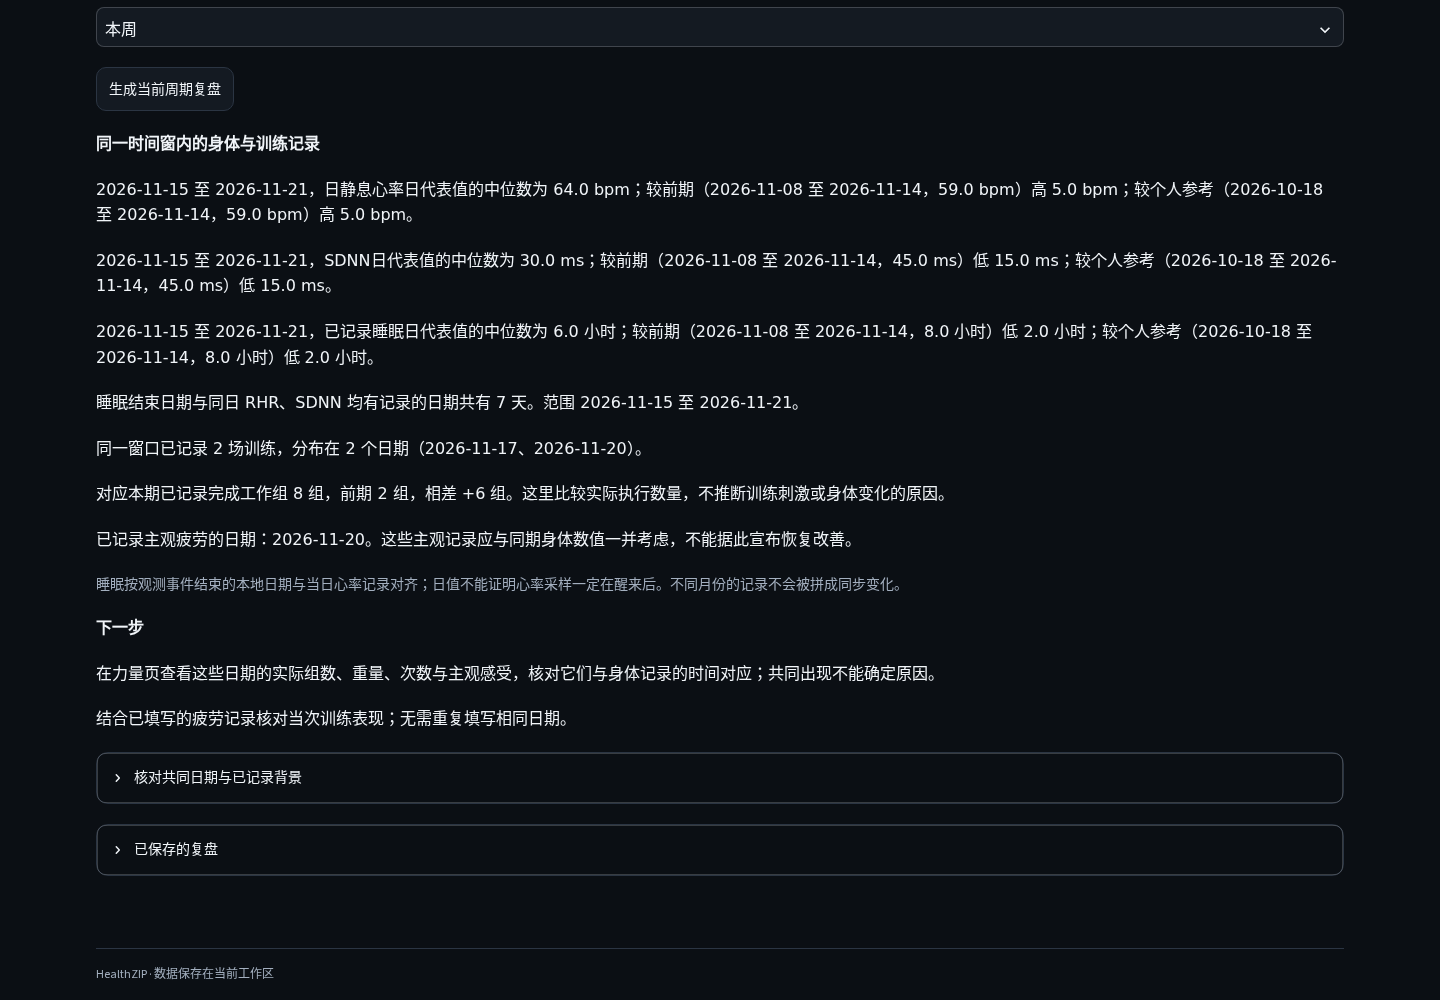 本周
生成当前周期复盘
同一时间窗内的身体与训练记录
2026-11-15 至 2026-11-21，日静息心率日代表值的中位数为 64.0 bpm；较前期（2026-11-08 至 2026-11-14，59.0 bpm）高 5.0 bpm；较个人参考（2026-10-18
至 2026-11-14，59.0 bpm）高 5.0 bpm。
2026-11-15 至 2026-11-21，SDNN日代表值的中位数为 30.0 ms；较前期（2026-11-08 至 2026-11-14，45.0 ms）低 15.0 ms；较个人参考（2026-10-18 至 2026-
11-14，45.0 ms）低 15.0 ms。
2026-11-15 至 2026-11-21，已记录睡眠日代表值的中位数为 6.0 小时；较前期（2026-11-08 至 2026-11-14，8.0 小时）低 2.0 小时；较个人参考（2026-10-18 至
2026-11-14，8.0 小时）低 2.0 小时。
睡眠结束日期与同日 RHR、SDNN 均有记录的日期共有 7 天。范围 2026-11-15 至 2026-11-21。
同一窗口已记录 2 场训练，分布在 2 个日期（2026-11-17、2026-11-20）。
对应本期已记录完成工作组 8 组，前期 2 组，相差 +6 组。这里比较实际执行数量，不推断训练刺激或身体变化的原因。
已记录主观疲劳的日期：2026-11-20。这些主观记录应与同期身体数值一并考虑，不能据此宣布恢复改善。
睡眠按观测事件结束的本地日期与当日心率记录对齐；日值不能证明心率采样一定在醒来后。不同月份的记录不会被拼成同步变化。
下一步
在力量页查看这些日期的实际组数、重量、次数与主观感受，核对它们与身体记录的时间对应；共同出现不能确定原因。
结合已填写的疲劳记录核对当次训练表现；无需重复填写相同日期。
核对共同日期与已记录背景
已保存的复盘
HealthZIP · 数据保存在当前工作区